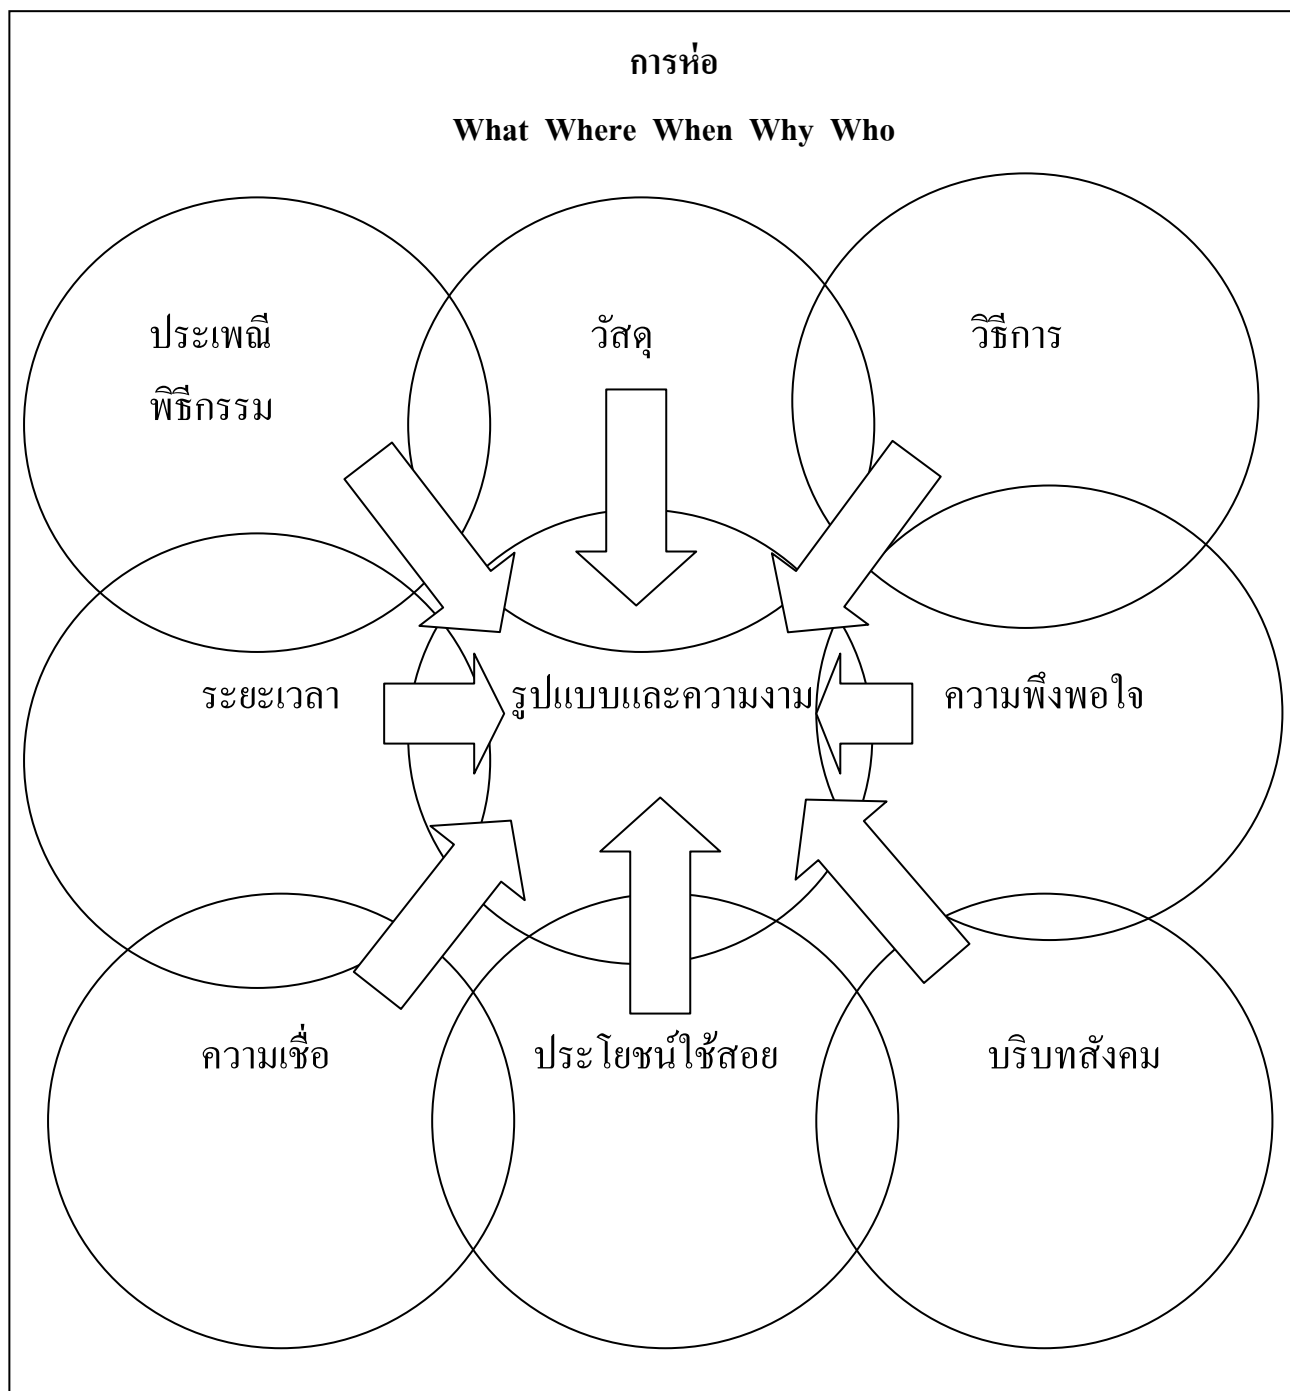 การห่อ
What Where When Why Who
ประเพณี
พิธีกรรม
วัสดุ
วิธีการ
ระยะเวลา
รูปแบบและความงาม
ความพึงพอใจ
ความเชื่อ
ประโยชน์ใช้สอย
บริบทสังคม